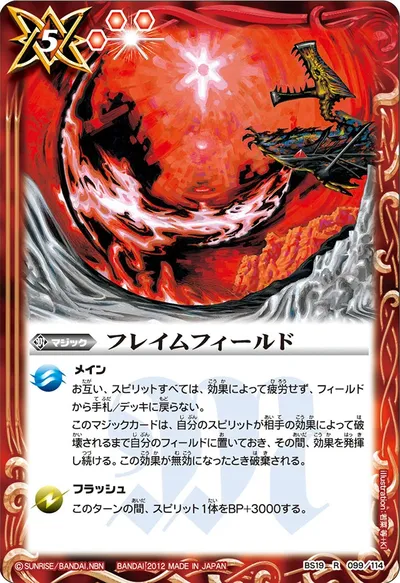 5
マジック
フレイムフィールド
メイン
お互い、スピリットすべては、効果によって疲労せず、フィールド
から手札/デッキに戻らない。
このマジックカードは、自分のスピリットが相手の効果によって破
壊されるまで自分のフィールドに置いておき、その間、効果を発揮
し続ける。この効果が無効になったとき破棄される。
フラッシュ
このターンの間、スピリット1体をBP+3000する。
©SUNRISE/BANDAI,NBN BANDAI 2012 MADE IN JAPAN
BS19 R 099/114